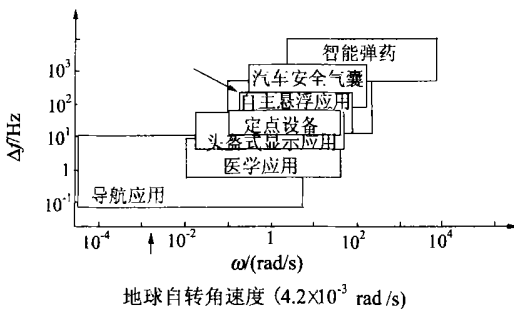 智能弹药
汽车安全气囊
自主悬浮应用
定点设备
头盔式显示应用
医学应用
导航应用
Δf/Hz
10³
10²
10¹
1
10⁻¹
10⁻⁴
10⁻²
1
10²
10⁴
ω/(rad/s)
地球自转角速度 (4.2×10⁻³ rad/s)